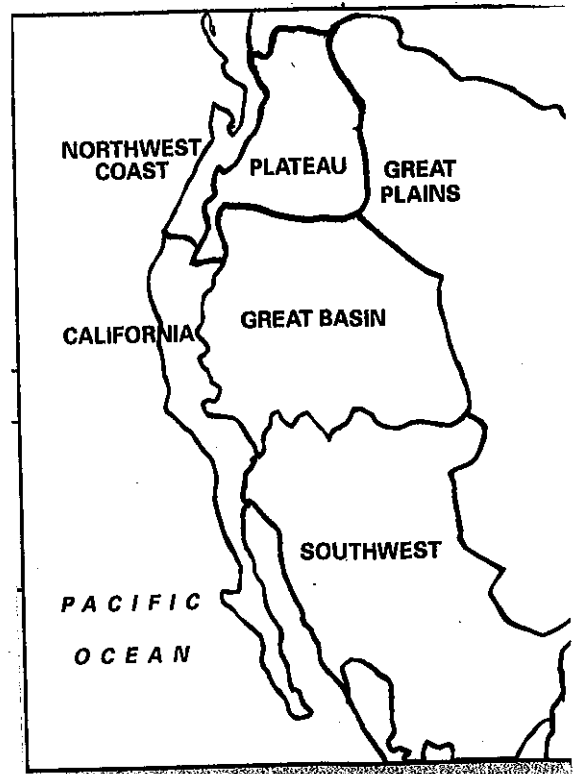 NORTHWEST
COAST
PLATEAU
GREAT
PLAINS
CALIFORNIA
GREAT BASIN
SOUTHWEST
PACIFIC
OCEAN